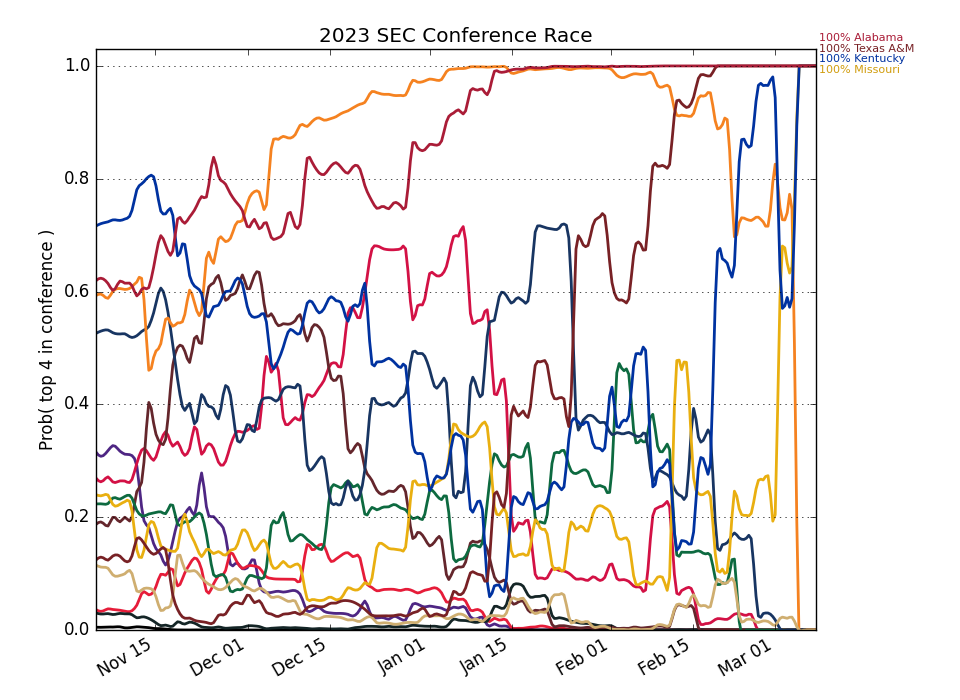 2023 SEC Conference Race
100% Alabama
100% Texas A&M
100% Kentucky
100% Missouri
Prob( top 4 in conference )
1.0
0.8
0.6
0.4
0.2
0.0
Nov 15
Dec 01
Dec 15
Jan 01
Jan 15
Feb 01
Feb 15
Mar 01